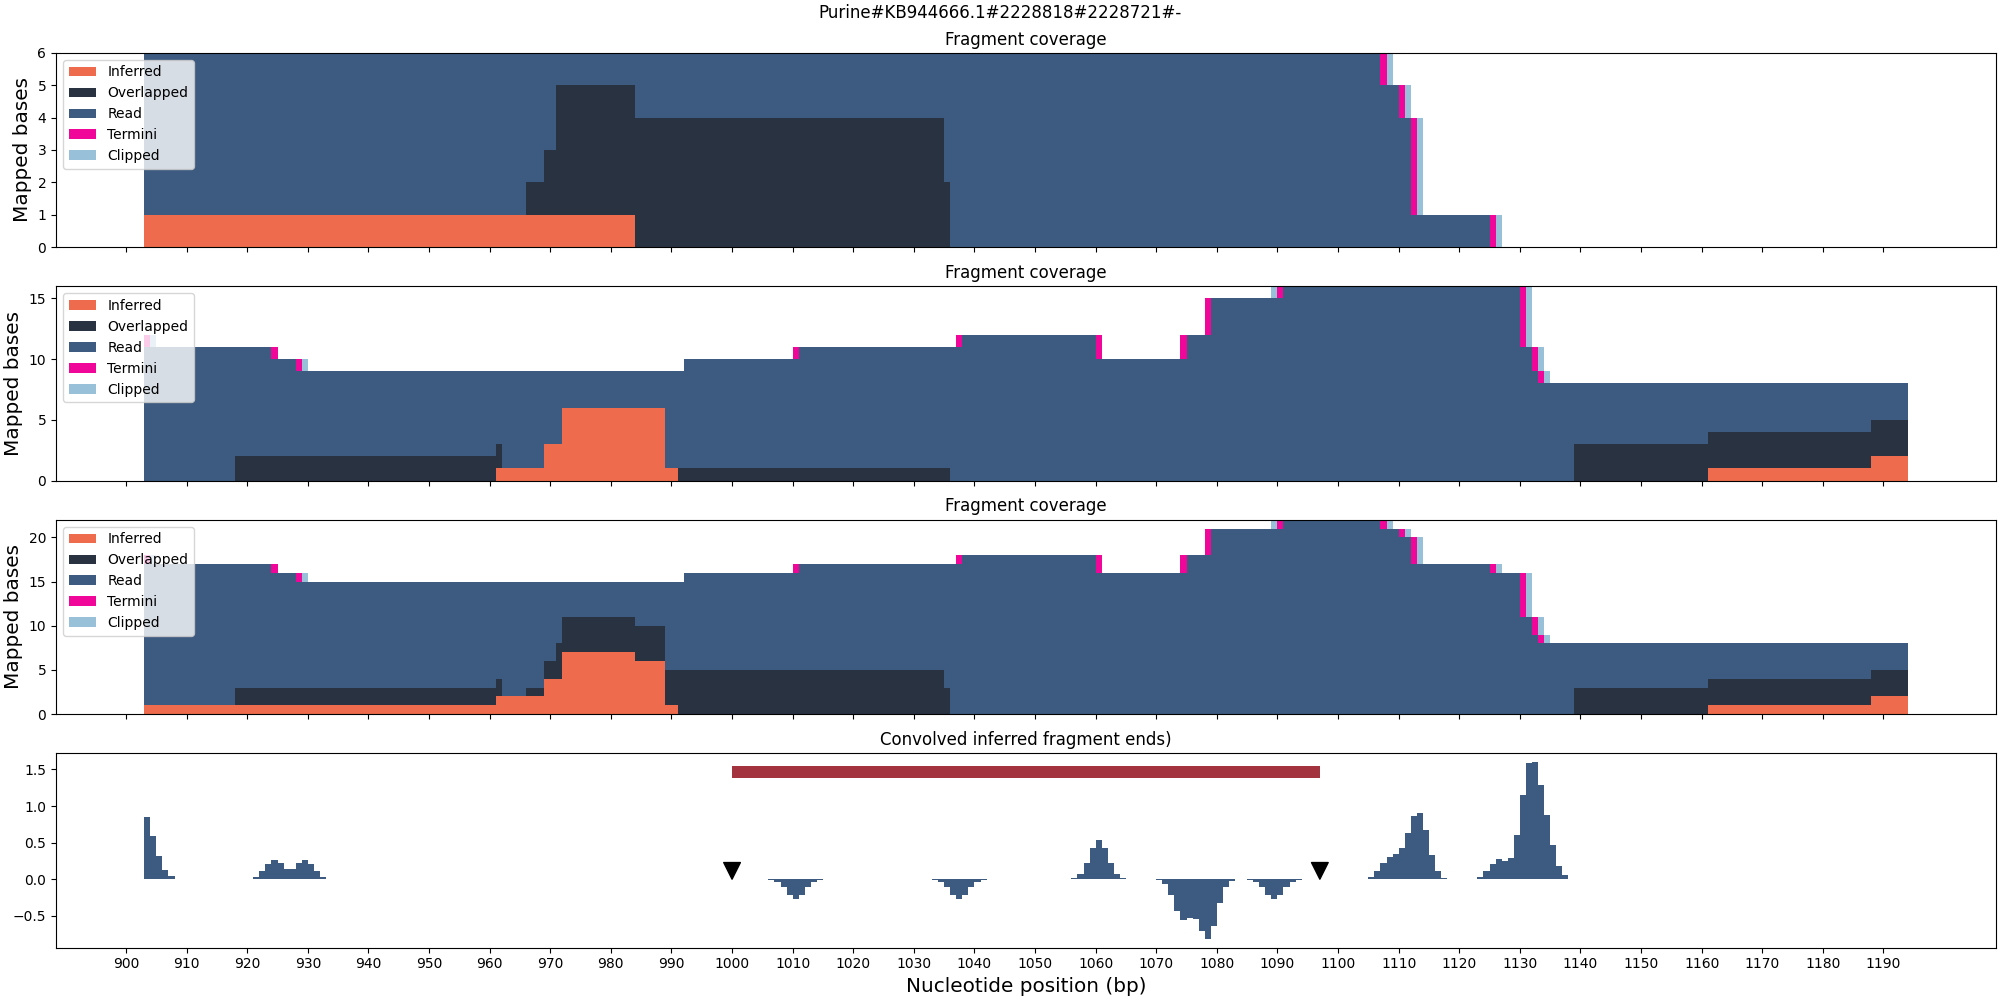 Purine#KB944666.1#2228818#2228721#-
Fragment coverage
Mapped bases
6
5
4
3
2
1
0
Inferred
Overlapped
Read
Termini
Clipped
Fragment coverage
Mapped bases
15
10
5
0
Inferred
Overlapped
Read
Termini
Clipped
Fragment coverage
Mapped bases
20
15
10
5
0
Inferred
Overlapped
Read
Termini
Clipped
Convolved inferred fragment ends)
1.5
1.0
0.5
0.0
−0.5
900 910 920 930 940 950 960 970 980 990 1000 1010 1020 1030 1040 1050 1060 1070 1080 1090 1100 1110 1120 1130 1140 1150 1160 1170 1180 1190
Nucleotide position (bp)